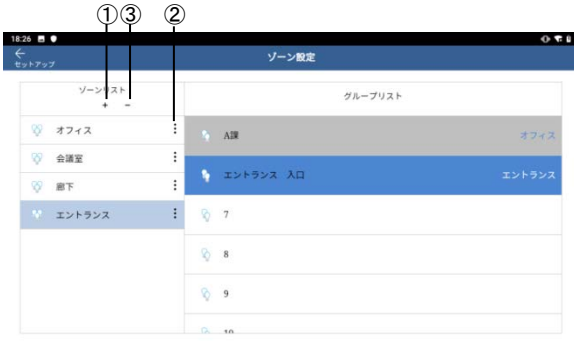 ①③ ②
18:26
ゾーン設定
セットアップ
ゾーンリスト
+ −
グループリスト
オフィス
会議室
廊下
エントランス
A課 オフィス
エントランス 入口 エントランス
7
8
9
10